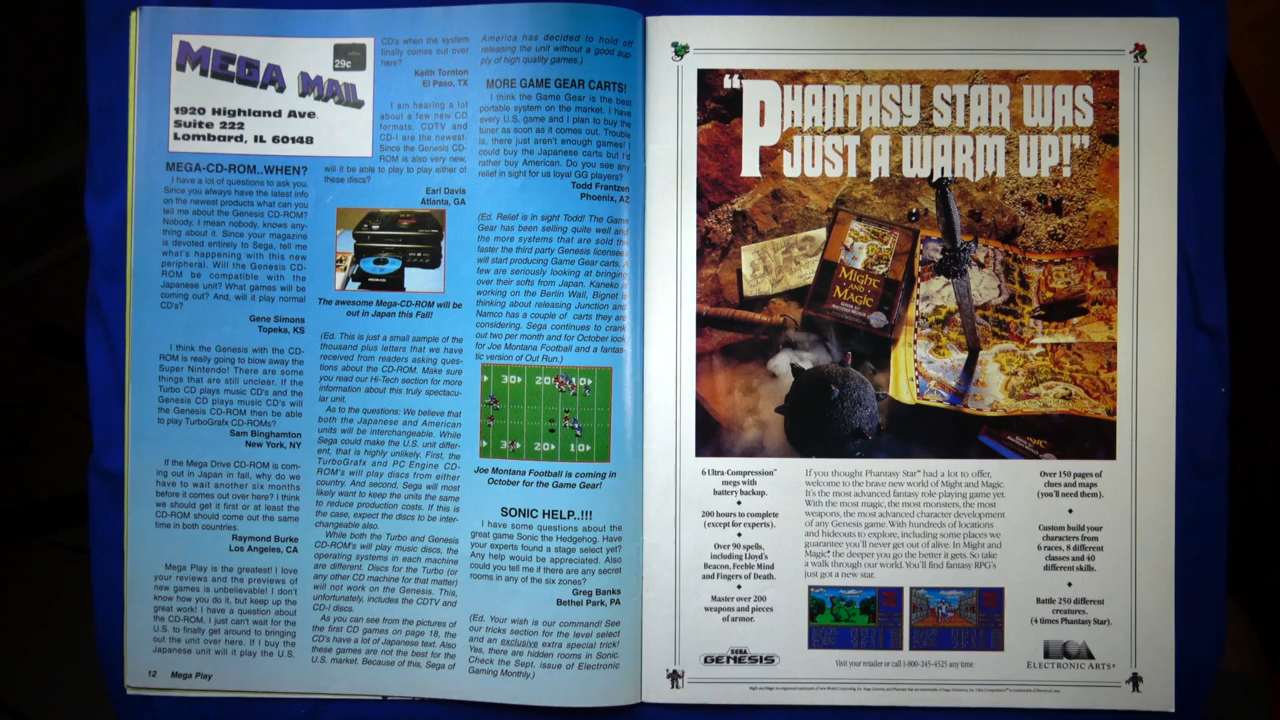 MEGA MAIL
29c
1920 Highland Ave.
Suite 222
Lombard, IL 60148
MEGA-CD-ROM..WHEN?
I have a lot of questions to ask you.
Since you always have the latest info
on the newest products what can you
tell me about the Genesis CD-ROM?
Nobody, I mean nobody, knows any-
thing about it. Since your magazine
is devoted entirely to Sega, tell me
what's happening with this new
peripheral. Will the Genesis CD-
ROM be compatible with the
Japanese unit? What games will be
coming out? And, will it play normal
CD's?
Gene Simons
Topeka, KS
I think the Genesis with the CD-
ROM is really going to blow away the
Super Nintendo! There are some
things that are still unclear. If the
Turbo CD plays music CD's and the
Genesis CD plays music CD's will
the Genesis CD-ROM then be able
to play TurboGrafx CD-ROMs?
Sam Binghamton
New York, NY
If the Mega Drive CD-ROM is com-
ing out in Japan in fall, why do we
have to wait another six months
before it comes out over here? I think
we should get it first or at least the
CD-ROM should come out the same
time in both countries.
Raymond Burke
Los Angeles, CA
Mega Play is the greatest! I love
your reviews and the previews of
new games is unbelievable! I don't
know how you do it, but keep up the
great work! I have a question about
the CD-ROM. I just can't wait for the
U.S. to finally get around to bringing
out the unit over here. If I buy the
Japanese unit will it play the U.S.
CD's when the system
finally comes out over
here?
Keith Tornton
El Paso, TX
I am hearing a lot
about a few new CD
formats. CDTV and
CD-I are the newest.
Since the Genesis CD-
ROM is also very new,
will it be able to play to play either of
these discs?
Earl Davis
Atlanta, GA
The awesome Mega-CD-ROM will be
out in Japan this Fall!
(Ed. This is just a small sample of the
thousand plus letters that we have
received from readers asking ques-
tions about the CD-ROM. Make sure
you read our Hi-Tech section for more
information about this truly spectacu-
lar unit.
As to the questions: We believe that
both the Japanese and American
units will be interchangeable. While
Sega could make the U.S. unit differ-
ent, that is highly unlikely. First, the
TurboGrafx and PC Engine CD-
ROM's will play discs from either
country. And second, Sega will most
likely want to keep the units the same
to reduce production costs. If this is
the case, expect the discs to be inter-
changeable also.
While both the Turbo and Genesis
CD-ROM's will play music discs, the
operating systems in each machine
are different. Discs for the Turbo (or
any other CD machine for that matter)
will not work on the Genesis. This,
unfortunately, includes the CDTV and
CD-I discs.
As you can see from the pictures of
the first CD games on page 18, the
CD's have a lot of Japanese text. Also
these games are not the best for the
U.S. market. Because of this, Sega of
America has decided to hold off
releasing the unit without a good sup-
ply of high quality games.)
MORE GAME GEAR CARTS!
I think the Game Gear is the best
portable system on the market. I have
every U.S. game and I plan to buy the
tuner as soon as it comes out. Trouble
is, there just aren't enough games! I
could buy the Japanese carts but I'd
rather buy American. Do you see any
relief in sight for us loyal GG players?
Todd Frantzen
Phoenix, AZ
(Ed. Relief is in sight Todd! The Game
Gear has been selling quite well and
the more systems that are sold the
faster the third party Genesis licensees
will start producing Game Gear carts. A
few are seriously looking at bringing
over their softs from Japan. Kaneko is
working on the Berlin Wall, Bignet is
thinking about releasing Junction and
Namco has a couple of carts they are
considering. Sega continues to crank
out two per month and for October look
for Joe Montana Football and a fantas-
tic version of Out Run.)
30 20 10
3 20 10
Joe Montana Football is coming in
October for the Game Gear!
SONIC HELP..!!!
I have some questions about the
great game Sonic the Hedgehog. Have
your experts found a stage select yet?
Any help would be appreciated. Also
could you tell me if there are any secret
rooms in any of the six zones?
Greg Banks
Bethel Park, PA
(Ed. Your wish is our command! See
our tricks section for the level select
and an exclusive extra special trick!
Yes, there are hidden rooms in Sonic.
Check the Sept. issue of Electronic
Gaming Monthly.)
12 Mega Play
"PHANTASY STAR WAS
JUST A WARM UP!"
MIGHT
AND
MAGIC
6 Ultra-Compression™
megs with
battery backup.
200 hours to complete
(except for experts).
Over 90 spells,
including Lloyd's
Beacon, Feeble Mind
and Fingers of Death.
Master over 200
weapons and pieces
of armor.
If you thought Phantasy Star™ had a lot to offer,
welcome to the brave new world of Might and Magic.
It's the most advanced fantasy role-playing game yet.
With the most magic, the most monsters, the most
weapons, the most advanced character development
of any Genesis game. With hundreds of locations
and hideouts to explore, including some places we
guarantee you'll never get out of alive. In Might and
Magic®, the deeper you go the better it gets. So take
a walk through our world. You'll find fantasy RPG's
just got a new star.
Over 150 pages of
clues and maps
(you'll need them).
Custom build your
characters from
6 races, 8 different
classes and 40
different skills.
Battle 250 different
creatures.
(4 times Phantasy Star).
SEGA
GENESIS
Visit your retailer or call 1-800-245-4525 any time.
ELECTRONIC ARTS®